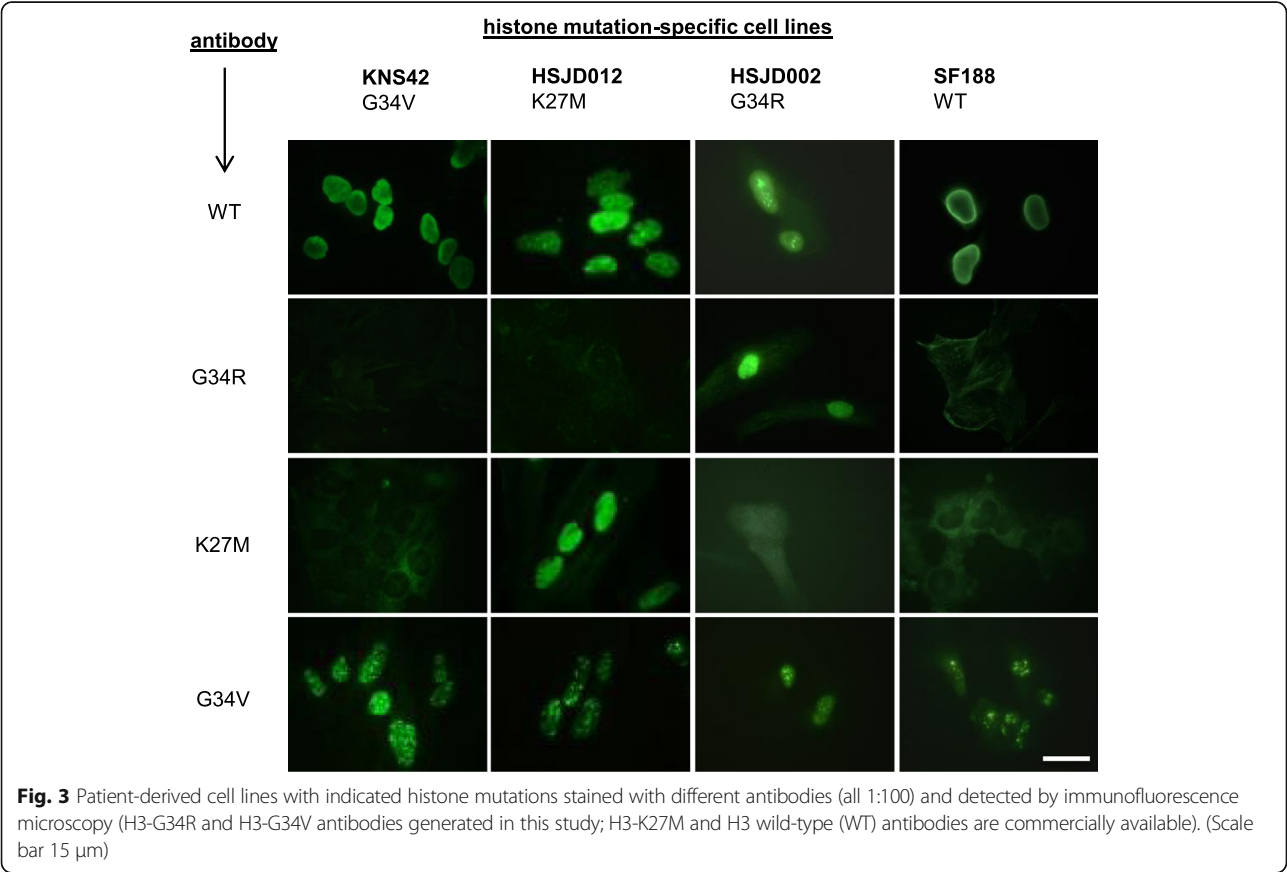 histone mutation-specific cell lines
antibody
KNS42 HSJD012 HSJD002 SF188
G34V K27M G34R WT
WT
G34R
K27M
G34V
Fig. 3 Patient-derived cell lines with indicated histone mutations stained with different antibodies (all 1:100) and detected by immunofluorescence
microscopy (H3-G34R and H3-G34V antibodies generated in this study; H3-K27M and H3 wild-type (WT) antibodies are commercially available). (Scale
bar 15 μm)